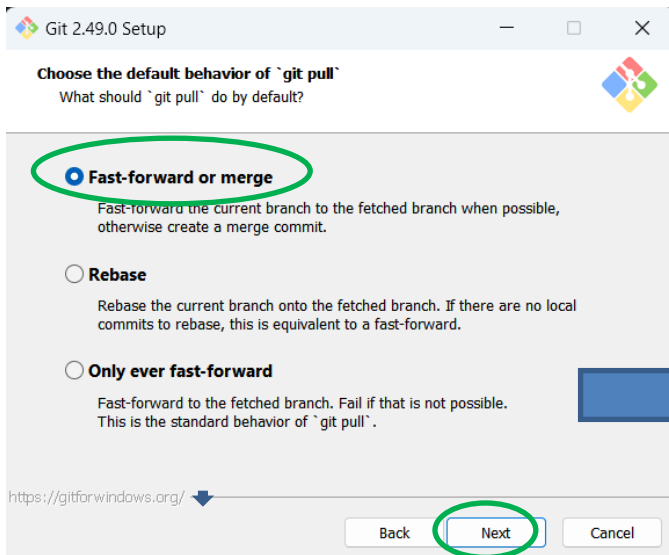 Git 2.49.0 Setup
Choose the default behavior of `git pull`
What should `git pull` do by default?
Fast-forward or merge
Fast-forward the current branch to the fetched branch when possible,
otherwise create a merge commit.
Rebase
Rebase the current branch onto the fetched branch. If there are no local
commits to rebase, this is equivalent to a fast-forward.
Only ever fast-forward
Fast-forward to the fetched branch. Fail if that is not possible.
This is the standard behavior of `git pull`.
https://gitforwindows.org/
Back Next Cancel